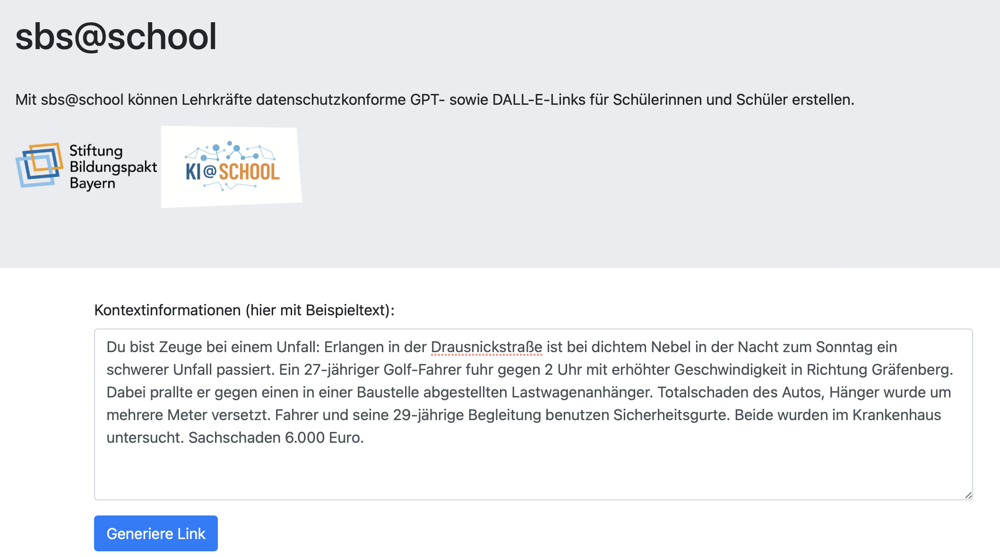 sbs@school
Mit sbs@school können Lehrkräfte datenschutzkonforme GPT- sowie DALL-E-Links für Schülerinnen und Schüler erstellen.
Stiftung
Bildungspakt
Bayern
KI@SCHOOL
Kontextinformationen (hier mit Beispieltext):
Du bist Zeuge bei einem Unfall: Erlangen in der Drausnickstraße ist bei dichtem Nebel in der Nacht zum Sonntag ein
schwerer Unfall passiert. Ein 27-jähriger Golf-Fahrer fuhr gegen 2 Uhr mit erhöhter Geschwindigkeit in Richtung Gräfenberg.
Dabei prallte er gegen einen in einer Baustelle abgestellten Lastwagenanhänger. Totalschaden des Autos, Hänger wurde um
mehrere Meter versetzt. Fahrer und seine 29-jährige Begleitung benutzen Sicherheitsgurte. Beide wurden im Krankenhaus
untersucht. Sachschaden 6.000 Euro.
Generiere Link